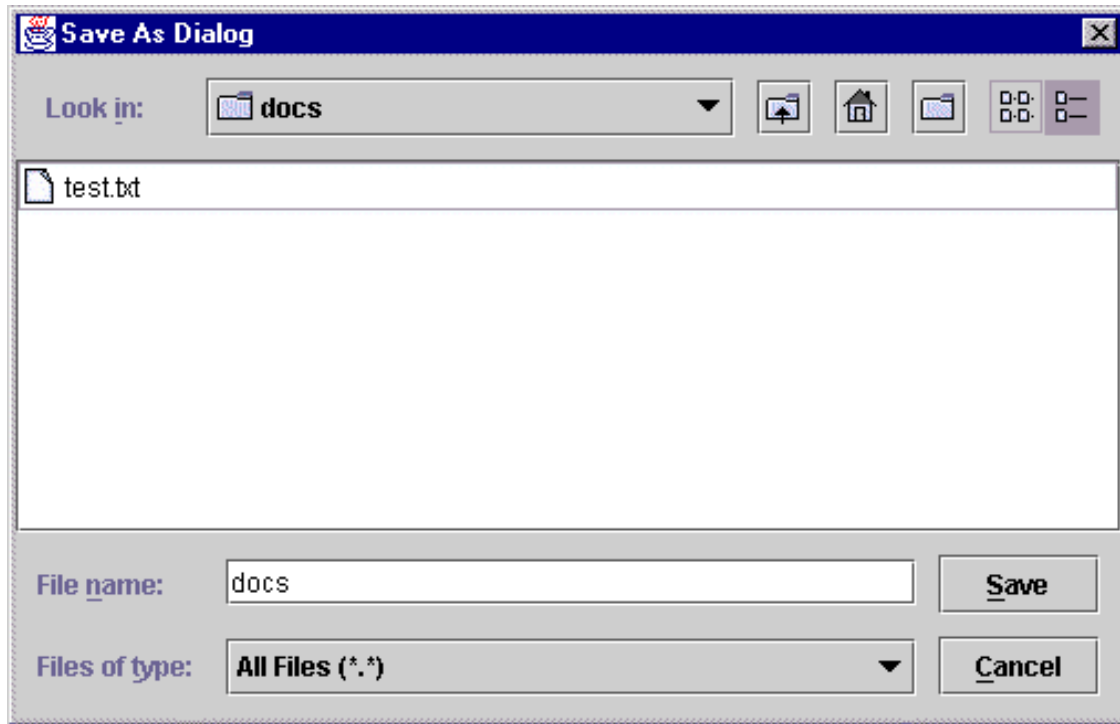 Save As Dialog
Look in: docs
test.txt
File name: docs Save
Files of type: All Files (*.*) Cancel